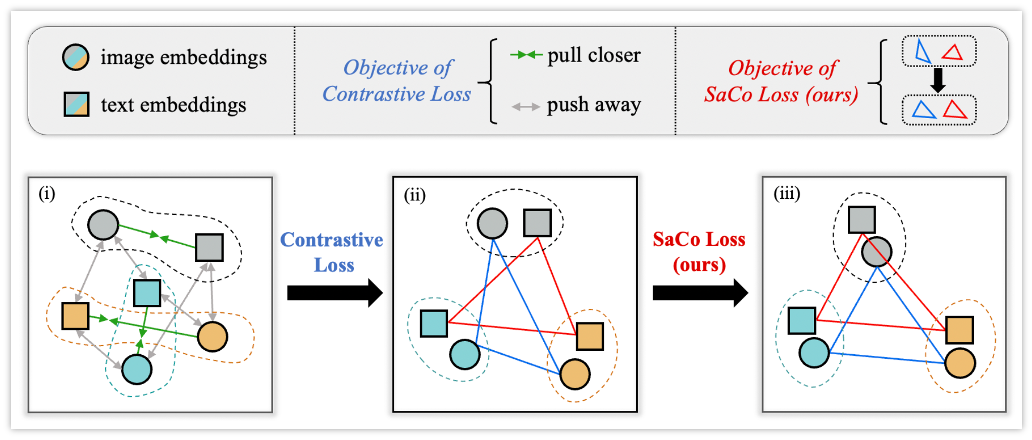 image embeddings
text embeddings
Objective of
Contrastive Loss
pull closer
push away
Objective of
SaCo Loss (ours)
(i)
Contrastive
Loss
(ii)
SaCo Loss
(ours)
(iii)